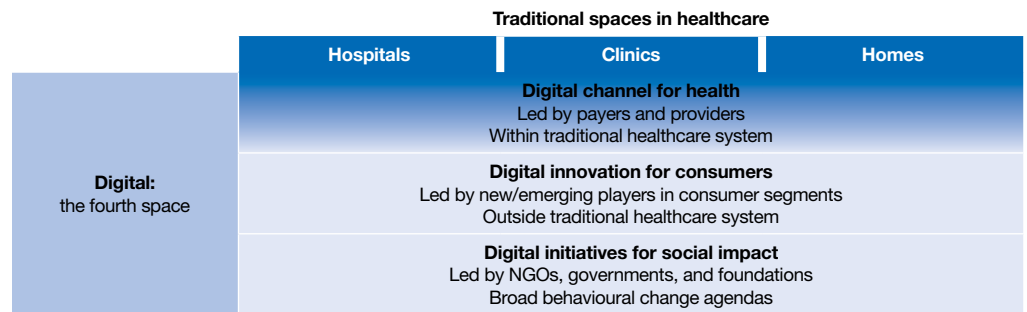 Traditional spaces in healthcare
Hospitals
Clinics
Homes
Digital channel for health
Led by payers and providers
Within traditional healthcare system
Digital:
the fourth space
Digital innovation for consumers
Led by new/emerging players in consumer segments
Outside traditional healthcare system
Digital initiatives for social impact
Led by NGOs, governments, and foundations
Broad behavioural change agendas